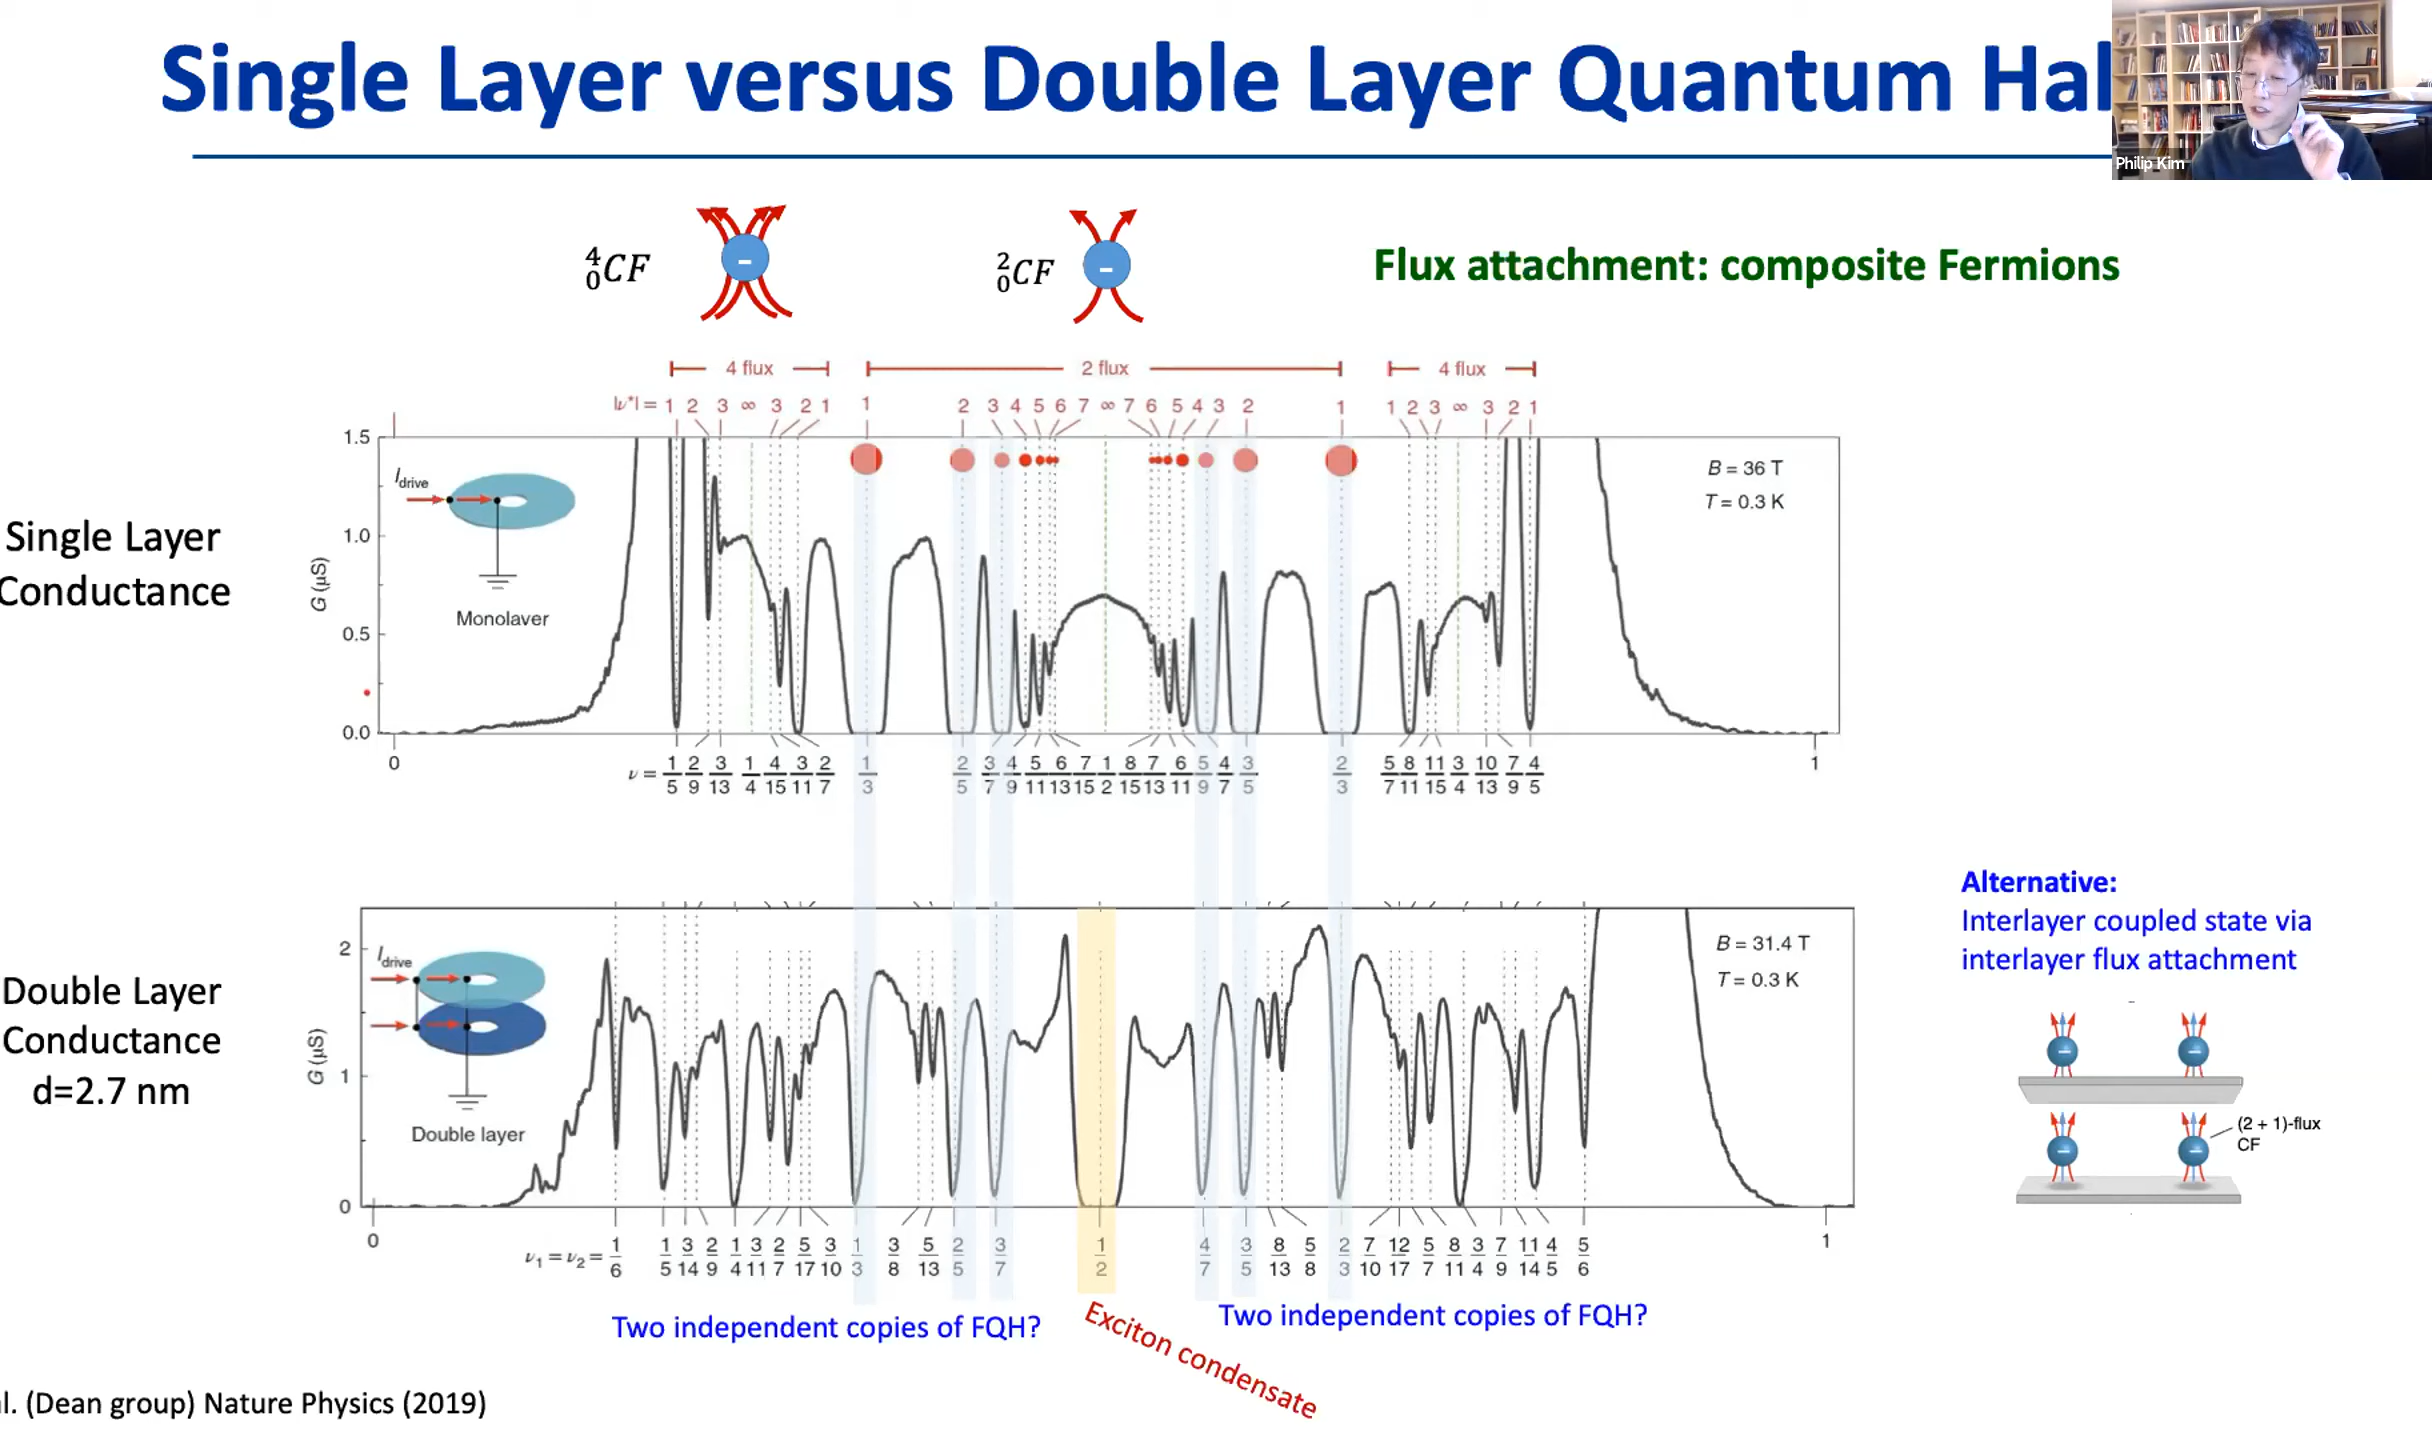 Single Layer versus Double Layer Quantum Hal
Philip Kim
4
0CF
2
0CF
Flux attachment: composite Fermions
4 flux
2 flux
4 flux
|ν*| = 1 2 3 ∞ 3 2 1 1 2 3 4 5 6 7 ∞ 7 6 5 4 3 2 1 1 2 3 ∞ 3 2 1
Single Layer
Conductance
G (μS)
1.5
1.0
0.5
0.0
Idrive
Monolaver
B = 36 T
T = 0.3 K
0
ν = 1/5 2/9 3/13 1/4 4/15 3/11 2/7 1/3 2/5 3/7 4/9 5/11 6/13 7/15 1/2 8/15 7/13 6/11 5/9 4/7 3/5 2/3 5/7 8/11 11/15 3/4 10/13 7/9 4/5
1
Double Layer
Conductance
d=2.7 nm
G (μS)
2
1
0
Idrive
Double layer
B = 31.4 T
T = 0.3 K
0
ν1 = ν2 = 1/6 1/5 3/14 2/9 1/4 3/11 2/7 5/17 3/10 1/3 3/8 5/13 2/5 3/7 1/2 4/7 3/5 8/13 5/8 2/3 7/10 12/17 5/7 8/11 3/4 7/9 11/14 4/5 5/6
1
Alternative:
Interlayer coupled state via
interlayer flux attachment
(2 + 1)-flux
CF
Two independent copies of FQH?
Exciton condensate
Two independent copies of FQH?
l. (Dean group) Nature Physics (2019)